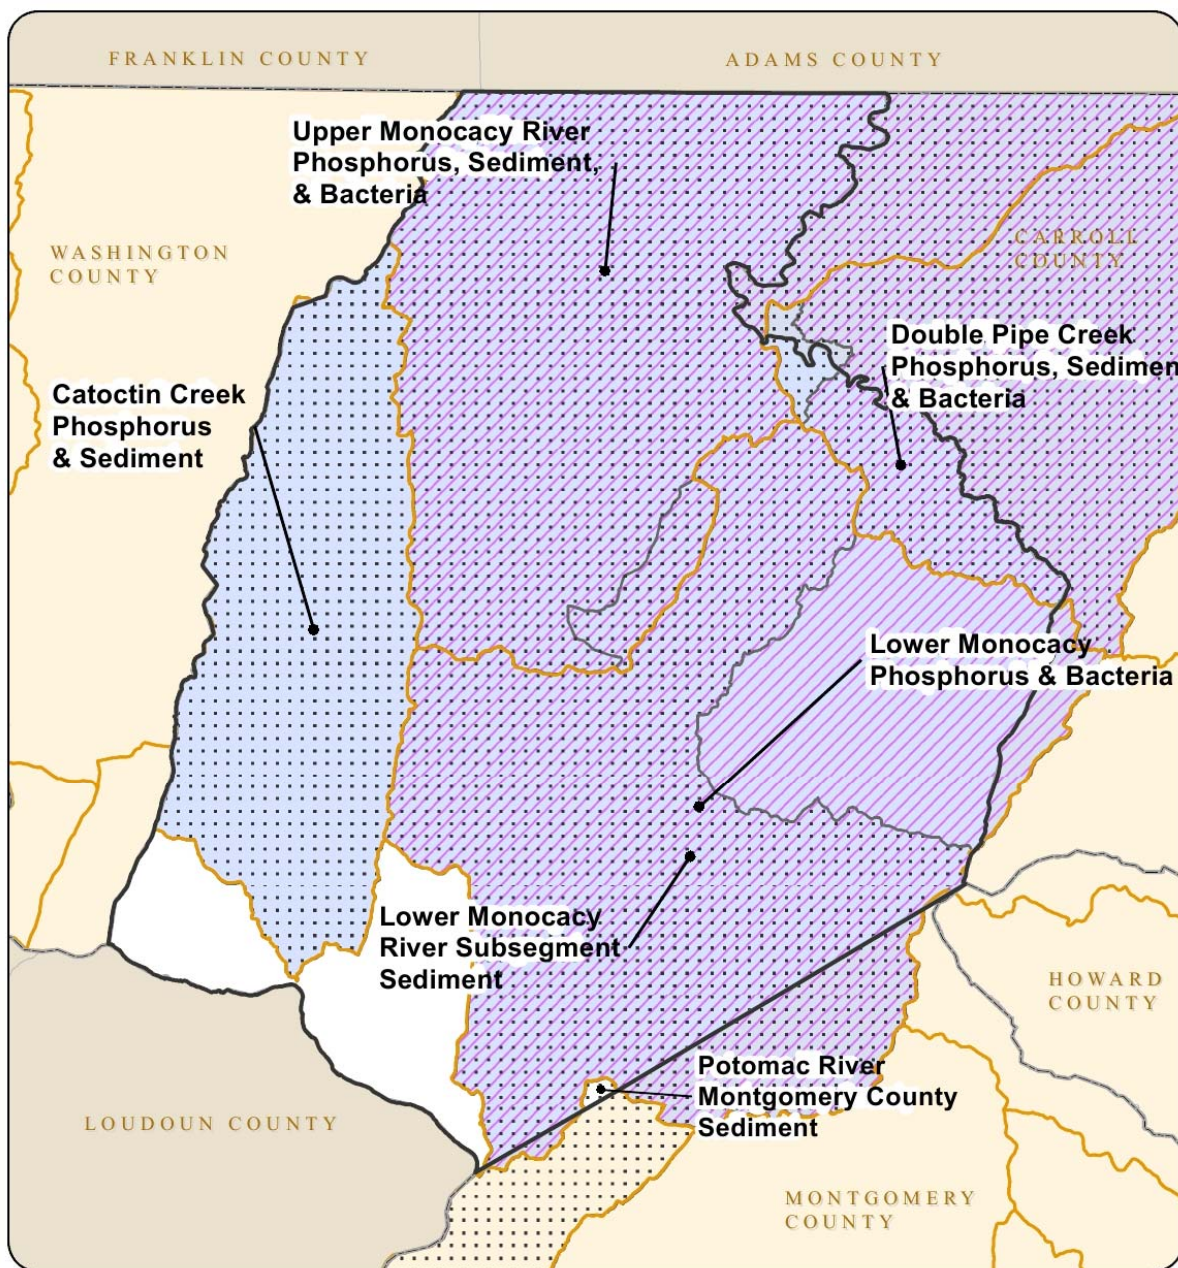 FRANKLIN COUNTY
ADAMS COUNTY
Upper Monocacy River
Phosphorus, Sediment,
& Bacteria
WASHINGTON
COUNTY
CARROLL
COUNTY
Double Pipe Creek
Phosphorus, Sedimen
& Bacteria
Catoctin Creek
Phosphorus
& Sediment
Lower Monocacy
Phosphorus & Bacteria
Lower Monocacy
River Subsegment
Sediment
HOWARD
COUNTY
Potomac River
Montgomery County
Sediment
LOUDOUN COUNTY
MONTGOMERY
COUNTY